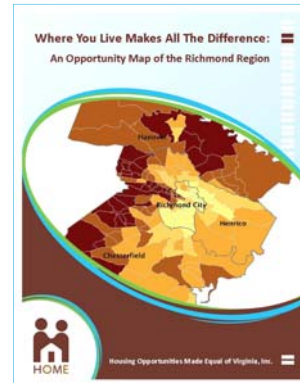 Where You Live Makes All The Difference:
An Opportunity Map of the Richmond Region
Hanover
Richmond City
Henrico
Chesterfield
HOME
Housing Opportunities Made Equal of Virginia, Inc.